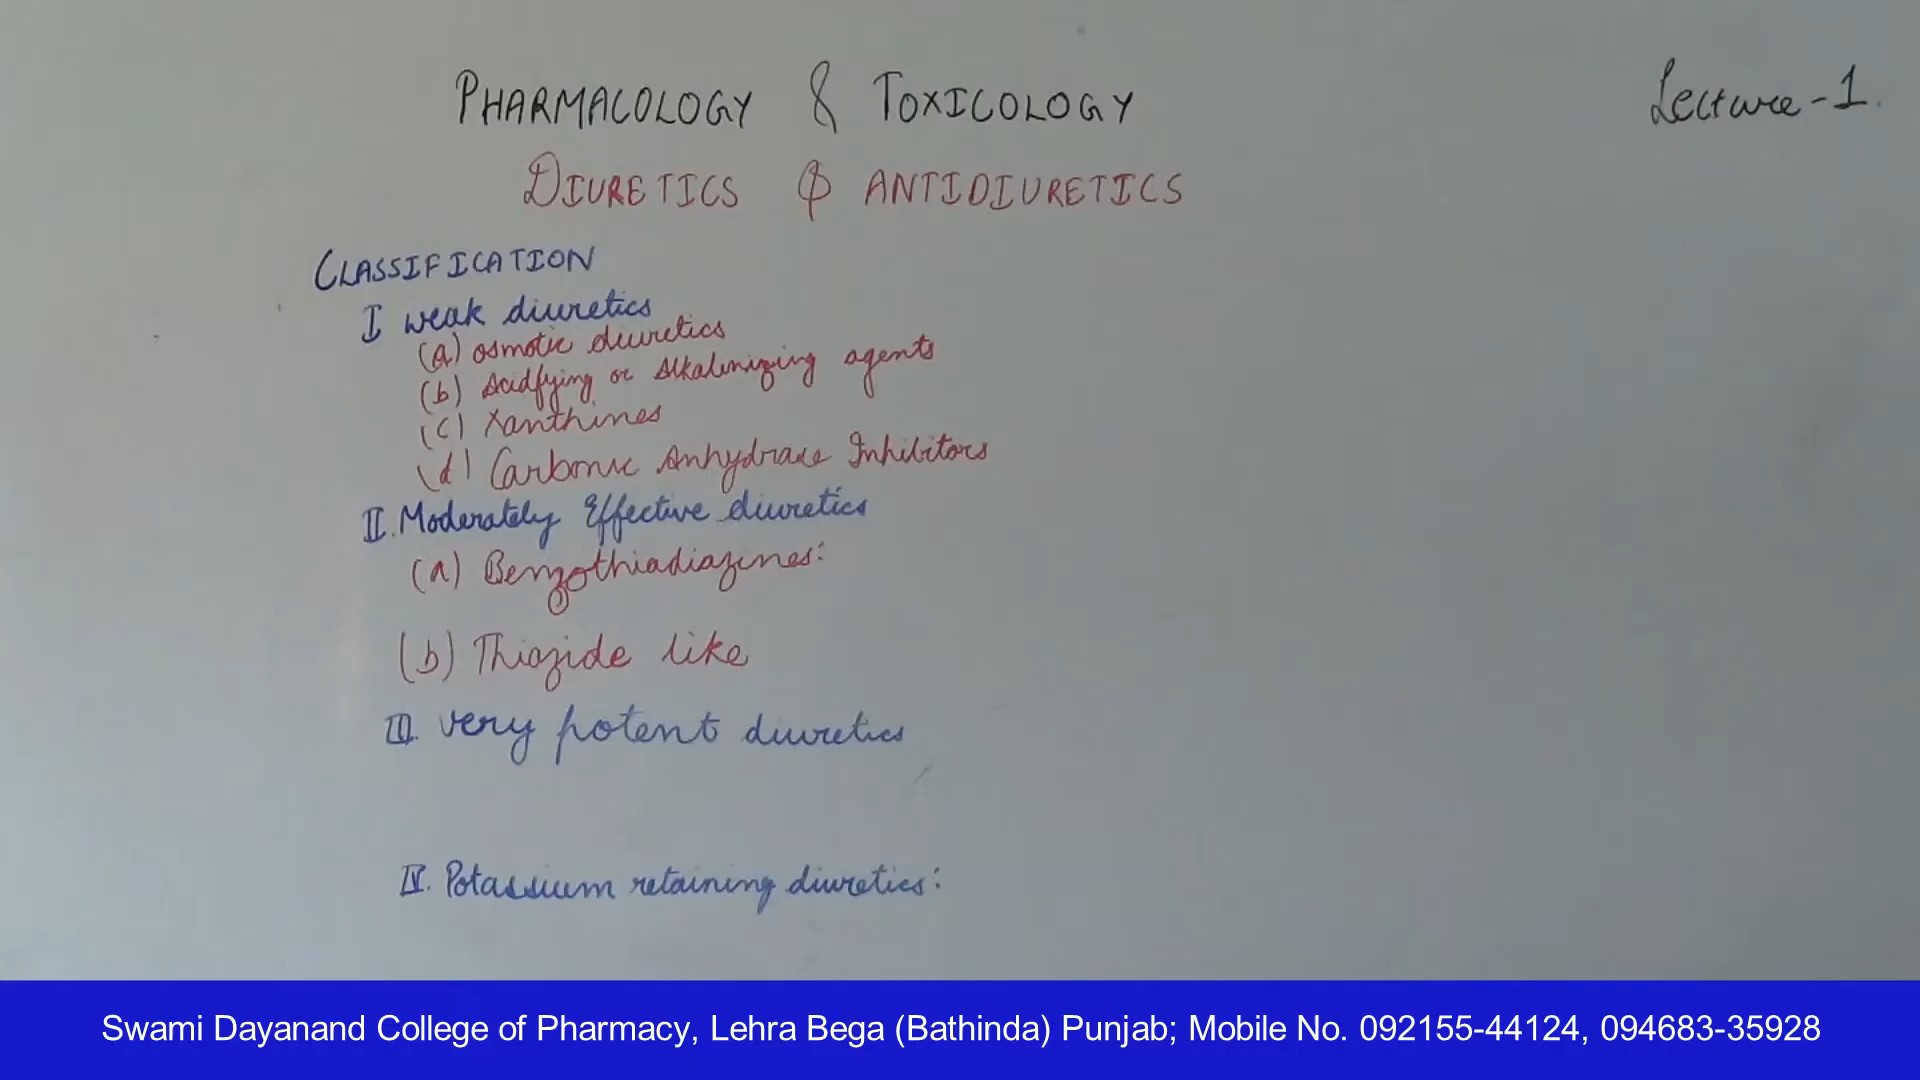 PHARMACOLOGY & TOXICOLOGY
Lecture-1.
DIURETICS & ANTIDIURETICS
CLASSIFICATION
I weak diuretics
(a) osmotic diuretics
(b) Acidfying or Alkalinizing agents
(c) Xanthines
(d) Carbonic Anhydrase Inhibitors
II. Moderately Effective diuretics
(a) Benzothiadiazines:
(b) Thiazide like
III. very potent diuretics
IV. Potassium retaining diuretics:
Swami Dayanand College of Pharmacy, Lehra Bega (Bathinda) Punjab; Mobile No. 092155-44124, 094683-35928